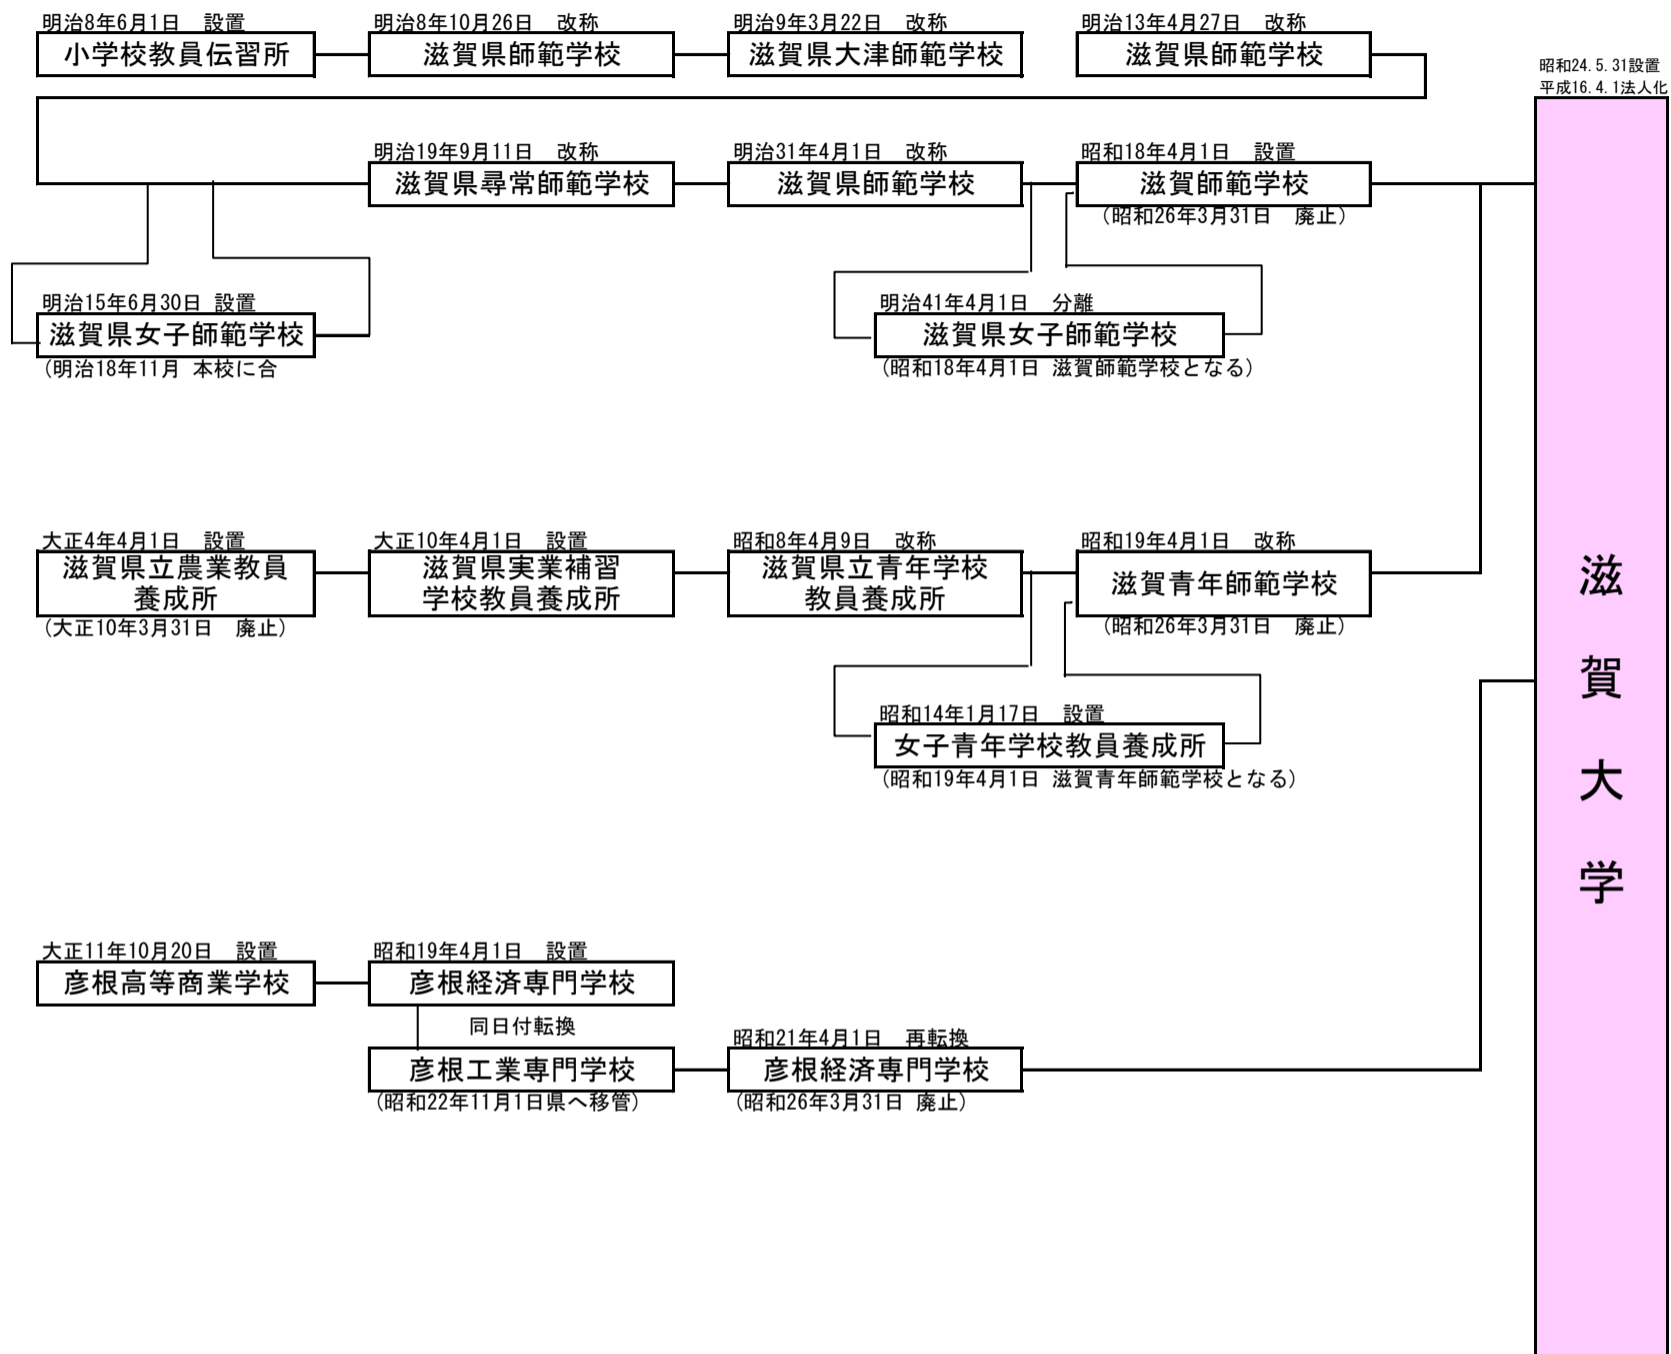 明治8年6月1日　設置
小学校教員伝習所
明治8年10月26日　改称
滋賀県師範学校
明治9年3月22日　改称
滋賀県大津師範学校
明治13年4月27日　改称
滋賀県師範学校
昭和24.5.31設置
平成16.4.1法人化
明治19年9月11日　改称
滋賀県尋常師範学校
明治31年4月1日　改称
滋賀県師範学校
昭和18年4月1日　設置
滋賀師範学校
（昭和26年3月31日　廃止）
明治15年6月30日 設置
滋賀県女子師範学校
（明治18年11月 本校に合
明治41年4月1日　分離
滋賀県女子師範学校
（昭和18年4月1日 滋賀師範学校となる）
大正4年4月1日　設置
滋賀県立農業教員
養成所
（大正10年3月31日　廃止）
大正10年4月1日　設置
滋賀県実業補習
学校教員養成所
昭和8年4月9日　改称
滋賀県立青年学校
教員養成所
昭和19年4月1日　改称
滋賀青年師範学校
（昭和26年3月31日　廃止）
昭和14年1月17日　設置
女子青年学校教員養成所
（昭和19年4月1日 滋賀青年師範学校となる）
大正11年10月20日　設置
彦根高等商業学校
昭和19年4月1日　設置
彦根経済専門学校
同日付転換
彦根工業専門学校
（昭和22年11月1日県へ移管）
昭和21年4月1日　再転換
彦根経済専門学校
（昭和26年3月31日 廃止）
滋賀大学